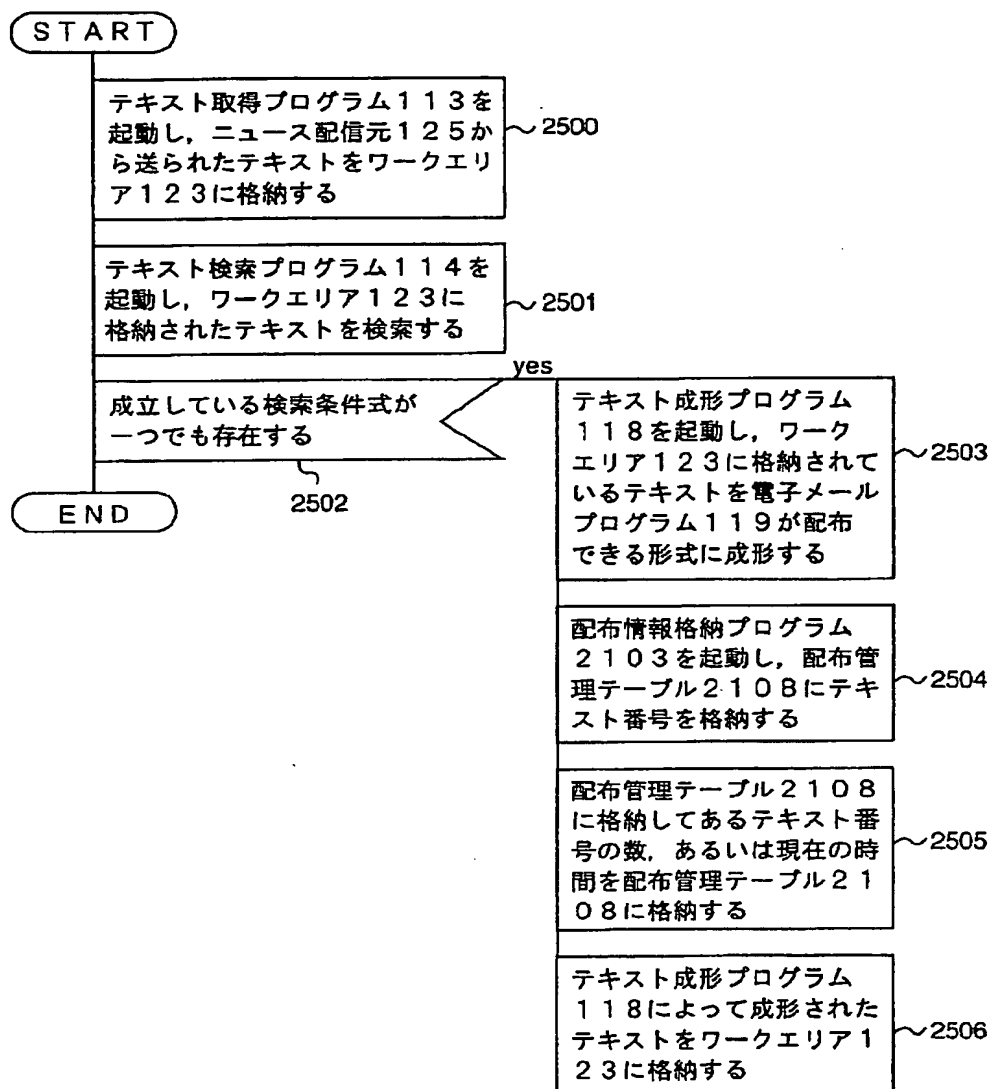 START
テキスト取得プログラム113を
起動し，ニュース配信元125か
ら送られたテキストをワークエリ
ア123に格納する
2500
テキスト検索プログラム114を
起動し，ワークエリア123に
格納されたテキストを検索する
2501
成立している検索条件式が
一つでも存在する
2502
yes
END
テキスト成形プログラム
118を起動し，ワーク
エリア123に格納されて
いるテキストを電子メール
プログラム119が配布
できる形式に成形する
2503
配布情報格納プログラム
2103を起動し，配布管
理テーブル2108にテキ
スト番号を格納する
2504
配布管理テーブル2108
に格納してあるテキスト番
号の数，あるいは現在の時
間を配布管理テーブル21
08に格納する
2505
テキスト成形プログラム
118によって成形された
テキストをワークエリア1
23に格納する
2506